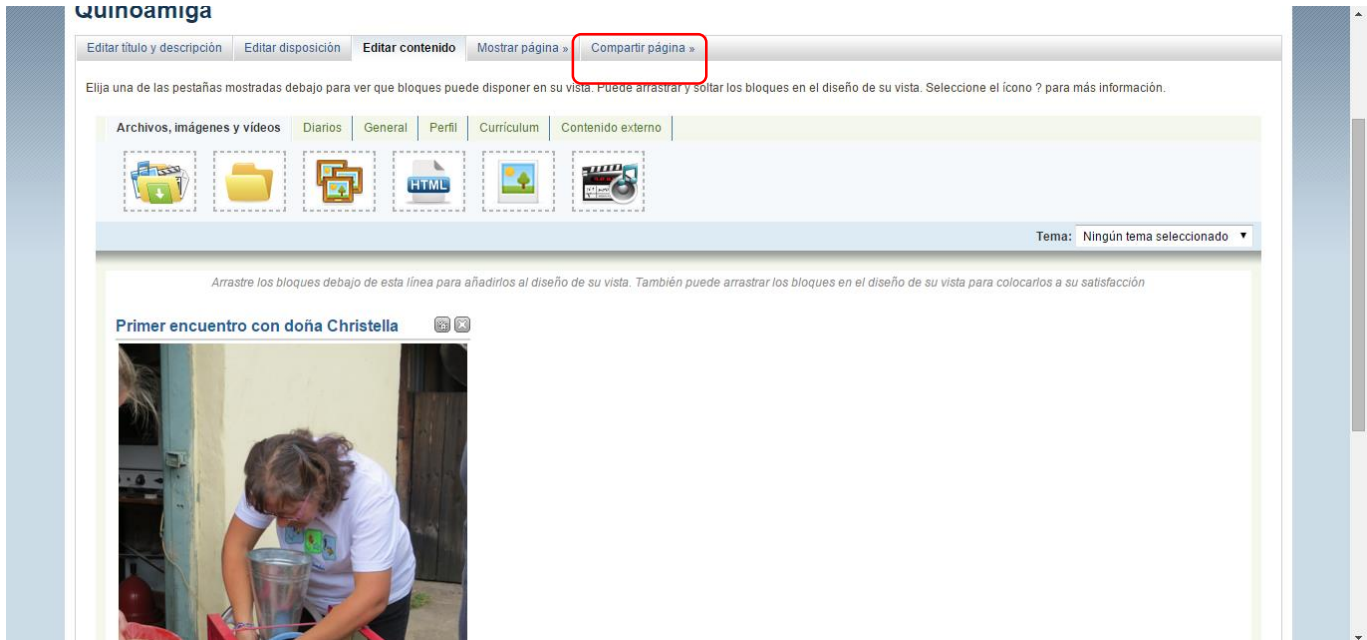 Quinoamiga
Editar título y descripción Editar disposición Editar contenido Mostrar página » Compartir página »
Elija una de las pestañas mostradas debajo para ver que bloques puede disponer en su vista. Puede arrastrar y soltar los bloques en el diseño de su vista. Seleccione el ícono ? para más información.
Archivos, imágenes y vídeos Diarios General Perfil Currículum Contenido externo
HTML
Tema: Ningún tema seleccionado
Arrastre los bloques debajo de esta línea para añadirlos al diseño de su vista. También puede arrastrar los bloques en el diseño de su vista para colocarlos a su satisfacción
Primer encuentro con doña Christella